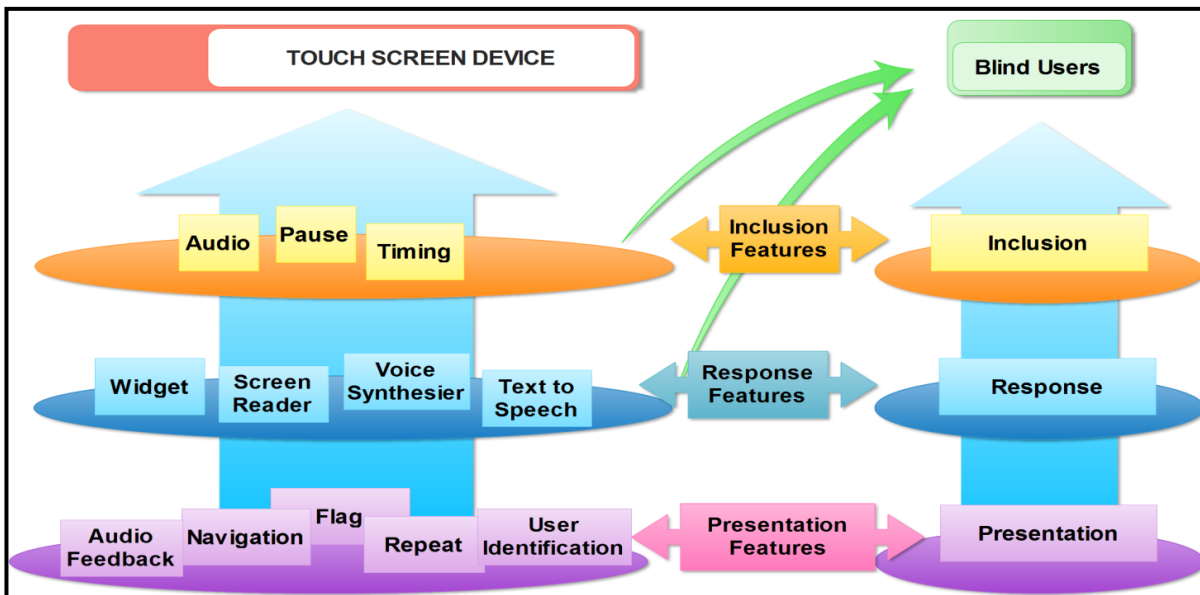 TOUCH SCREEN DEVICE
Blind Users
Audio
Pause
Timing
Inclusion
Features
Inclusion
Widget
Screen
Reader
Voice
Synthesier
Text to
Speech
Response
Features
Response
Audio
Feedback
Navigation
Flag
Repeat
User
Identification
Presentation
Features
Presentation